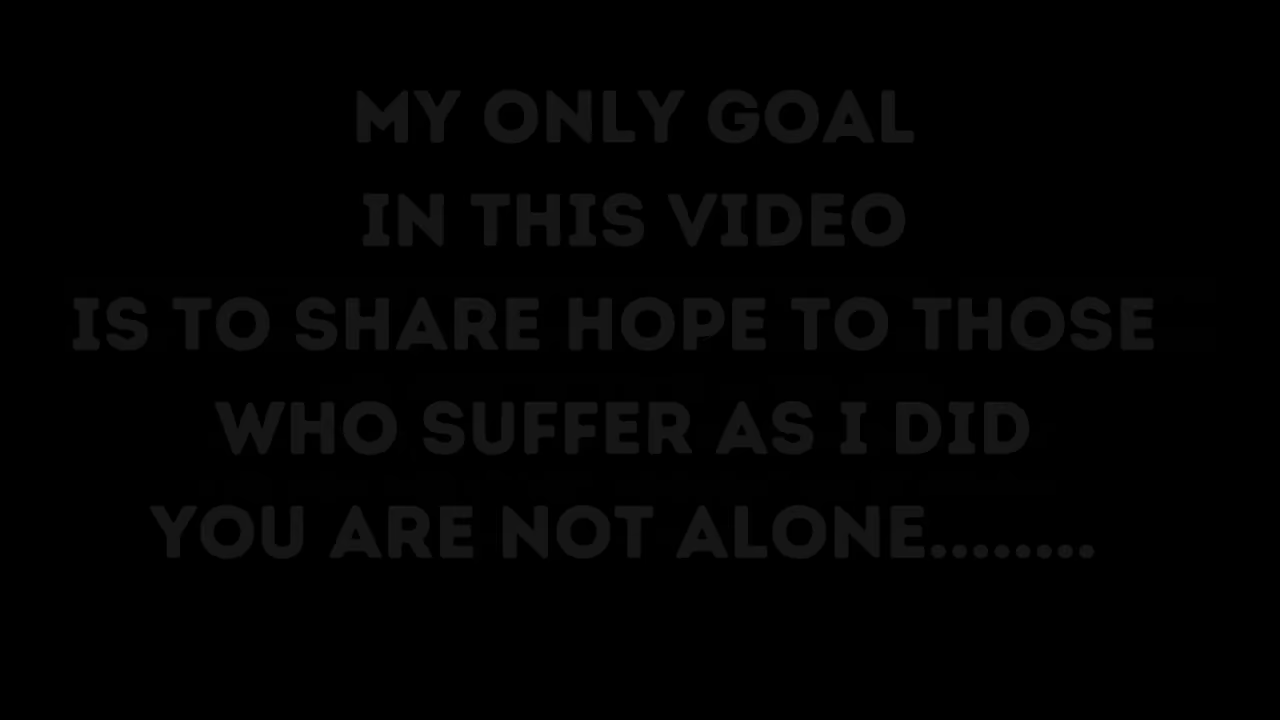 MY ONLY GOAL
IN THIS VIDEO
IS TO SHARE HOPE TO THOSE
WHO SUFFER AS I DID
YOU ARE NOT ALONE........